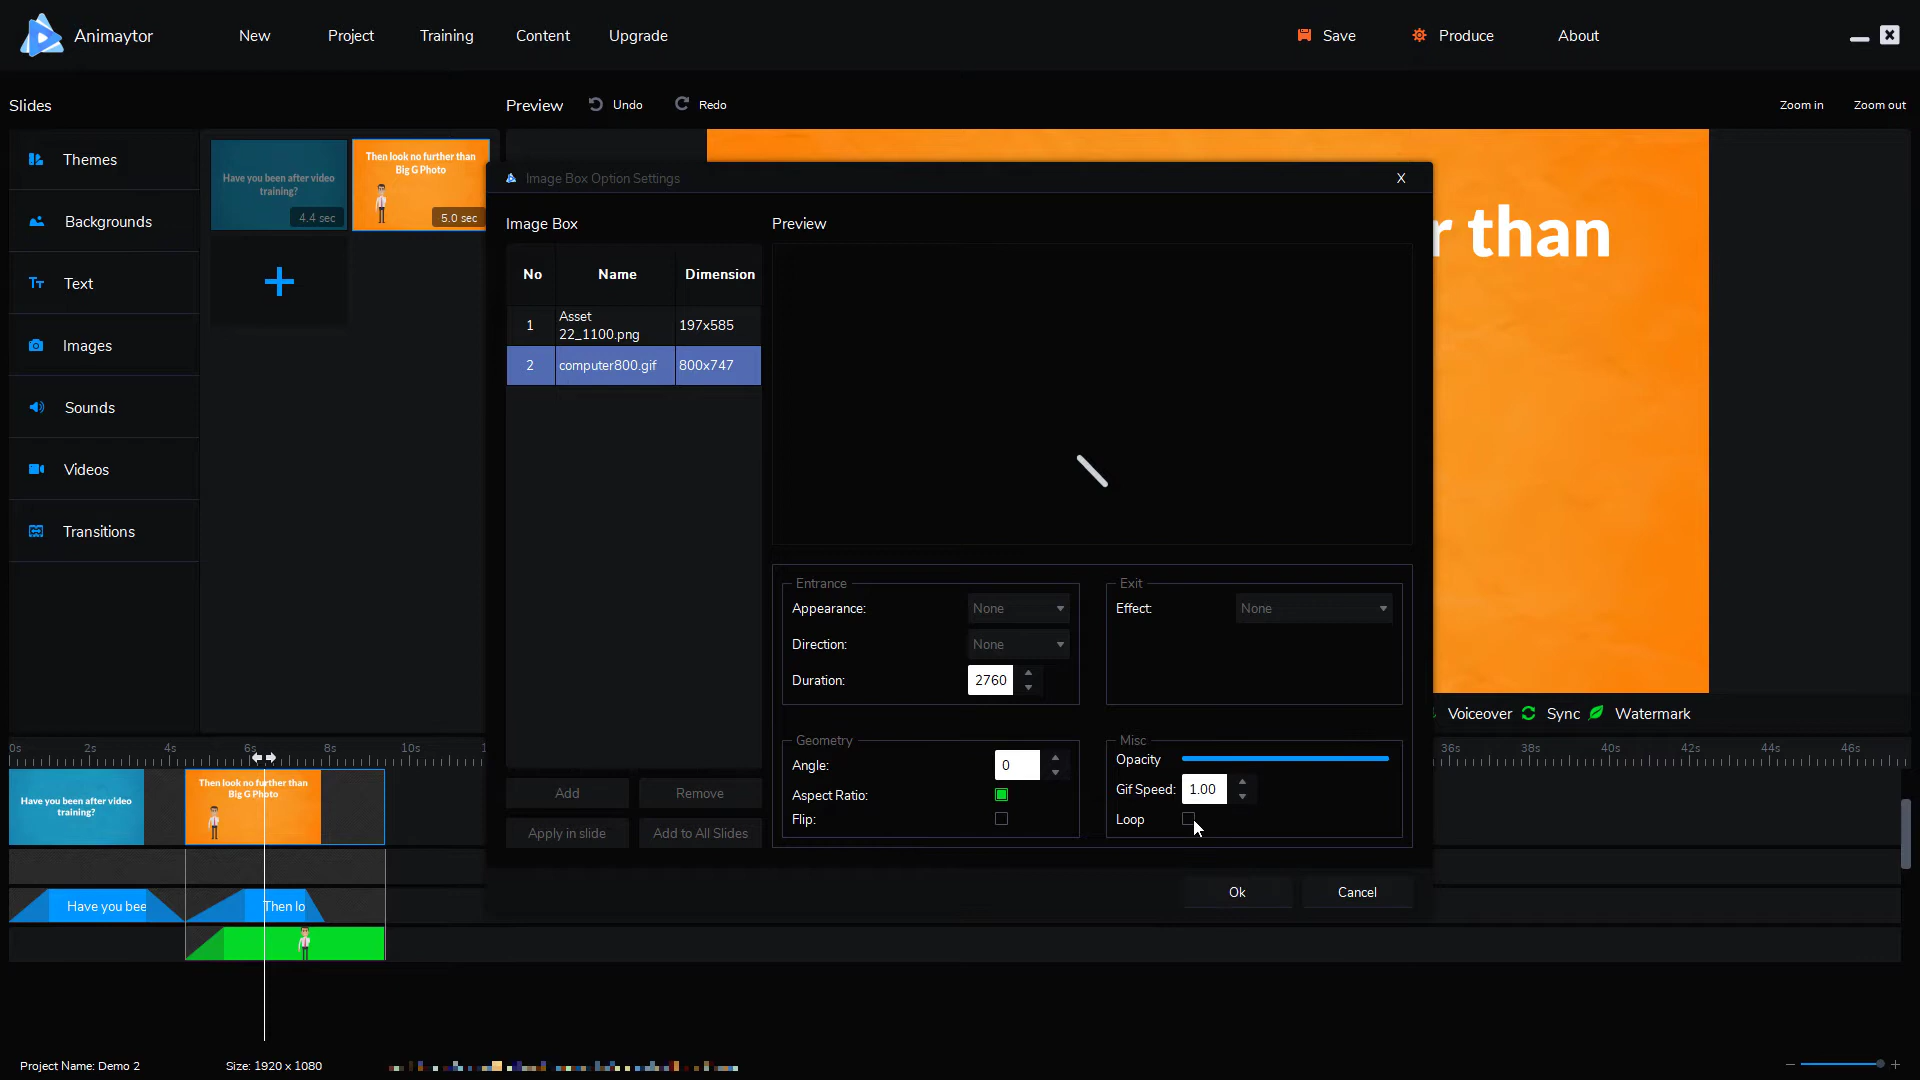 Animaytor
New
Project
Training
Content
Upgrade
Save
Produce
About
Slides
Preview
Undo
Redo
Zoom in
Zoom out
Themes
Backgrounds
Text
Images
Sounds
Videos
Transitions
Have you been after video
training?
4.4 sec
Then look no further than
Big G Photo
5.0 sec
r than
Image Box Option Settings
X
Image Box
No Name Dimension
1 Asset 22_1100.png 197x585
2 computer800.gif 800x747
Add
Remove
Apply in slide
Add to All Slides
Preview
Entrance
Appearance: None
Direction: None
Duration: 2760
Exit
Effect: None
Geometry
Angle: 0
Aspect Ratio:
Flip:
Misc
Opacity
Gif Speed: 1.00
Loop
Ok
Cancel
Voiceover
Sync
Watermark
0s 2s 4s 6s 8s 10s 1 36s 38s 40s 42s 44s 46s
Have you been after video
training?
Then look no further than
Big G Photo
Have you bee
Then lo
Project Name: Demo 2
Size: 1920 x 1080